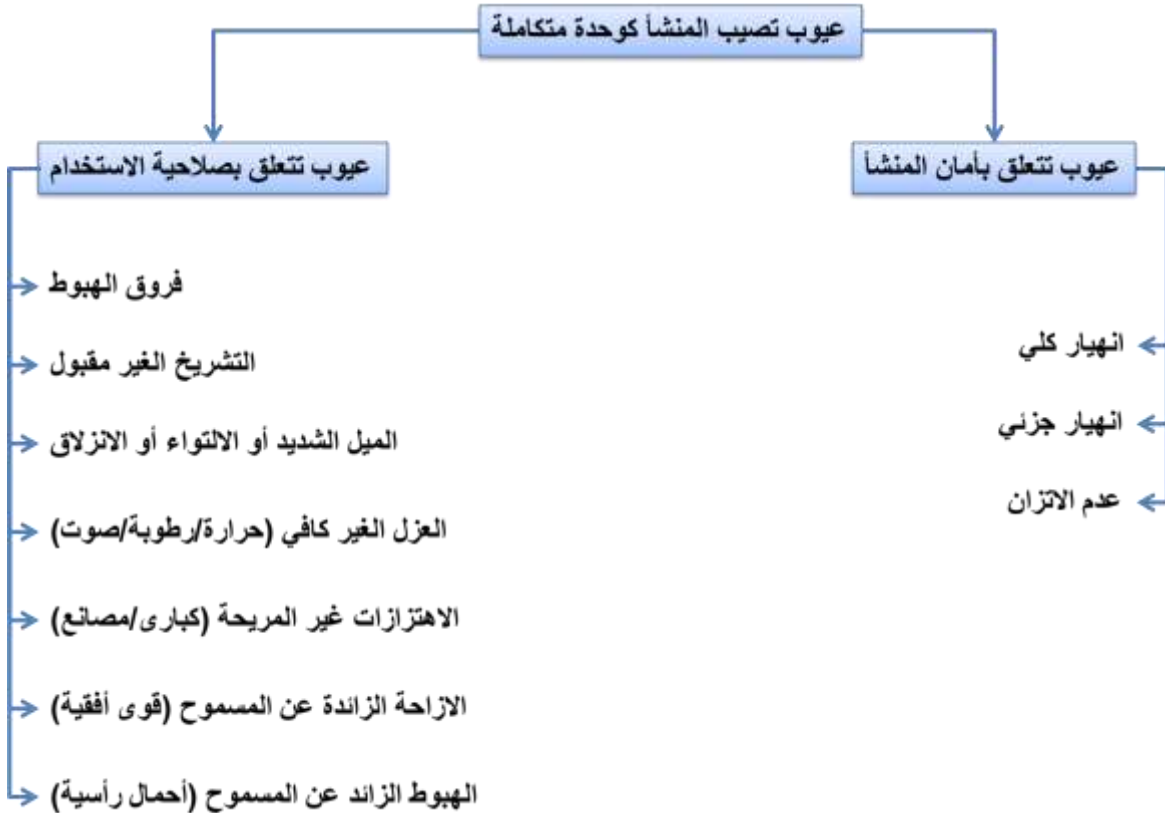 عيوب تصيب المنشأ كوحدة متكاملة
عيوب تتعلق بأمان المنشأ
انهيار كلي
انهيار جزئي
عدم الاتزان
عيوب تتعلق بصلاحية الاستخدام
فروق الهبوط
التشريخ الغير مقبول
الميل الشديد أو الالتواء أو الانزلاق
العزل الغير كافي (حرارة/رطوبة/صوت)
الاهتزازات غير المريحة (كبارى/مصانع)
الازاحة الزائدة عن المسموح (قوى أفقية)
الهبوط الزائد عن المسموح (أحمال رأسية)